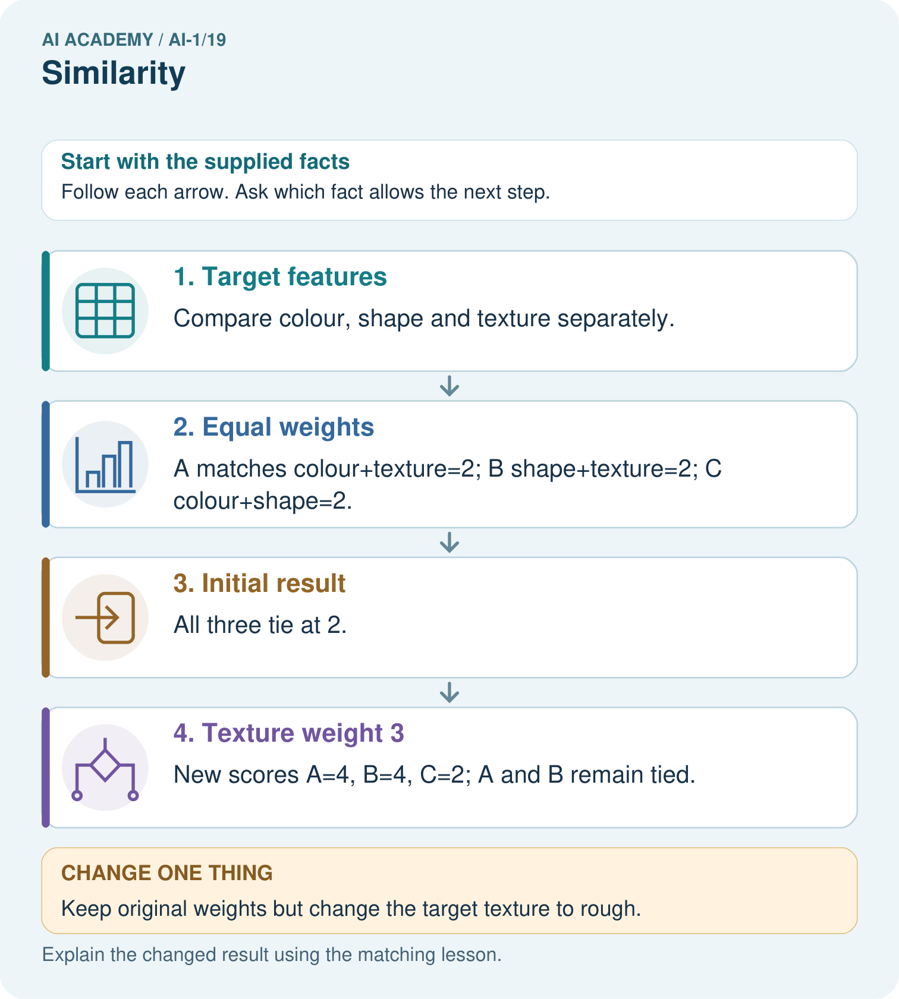 AI ACADEMY / AI-1/19
Similarity
Start with the supplied facts
Follow each arrow. Ask which fact allows the next step.
1. Target features
Compare colour, shape and texture separately.
2. Equal weights
A matches colour+texture=2; B shape+texture=2; C
colour+shape=2.
3. Initial result
All three tie at 2.
4. Texture weight 3
New scores A=4, B=4, C=2; A and B remain tied.
CHANGE ONE THING
Keep original weights but change the target texture to rough.
Explain the changed result using the matching lesson.